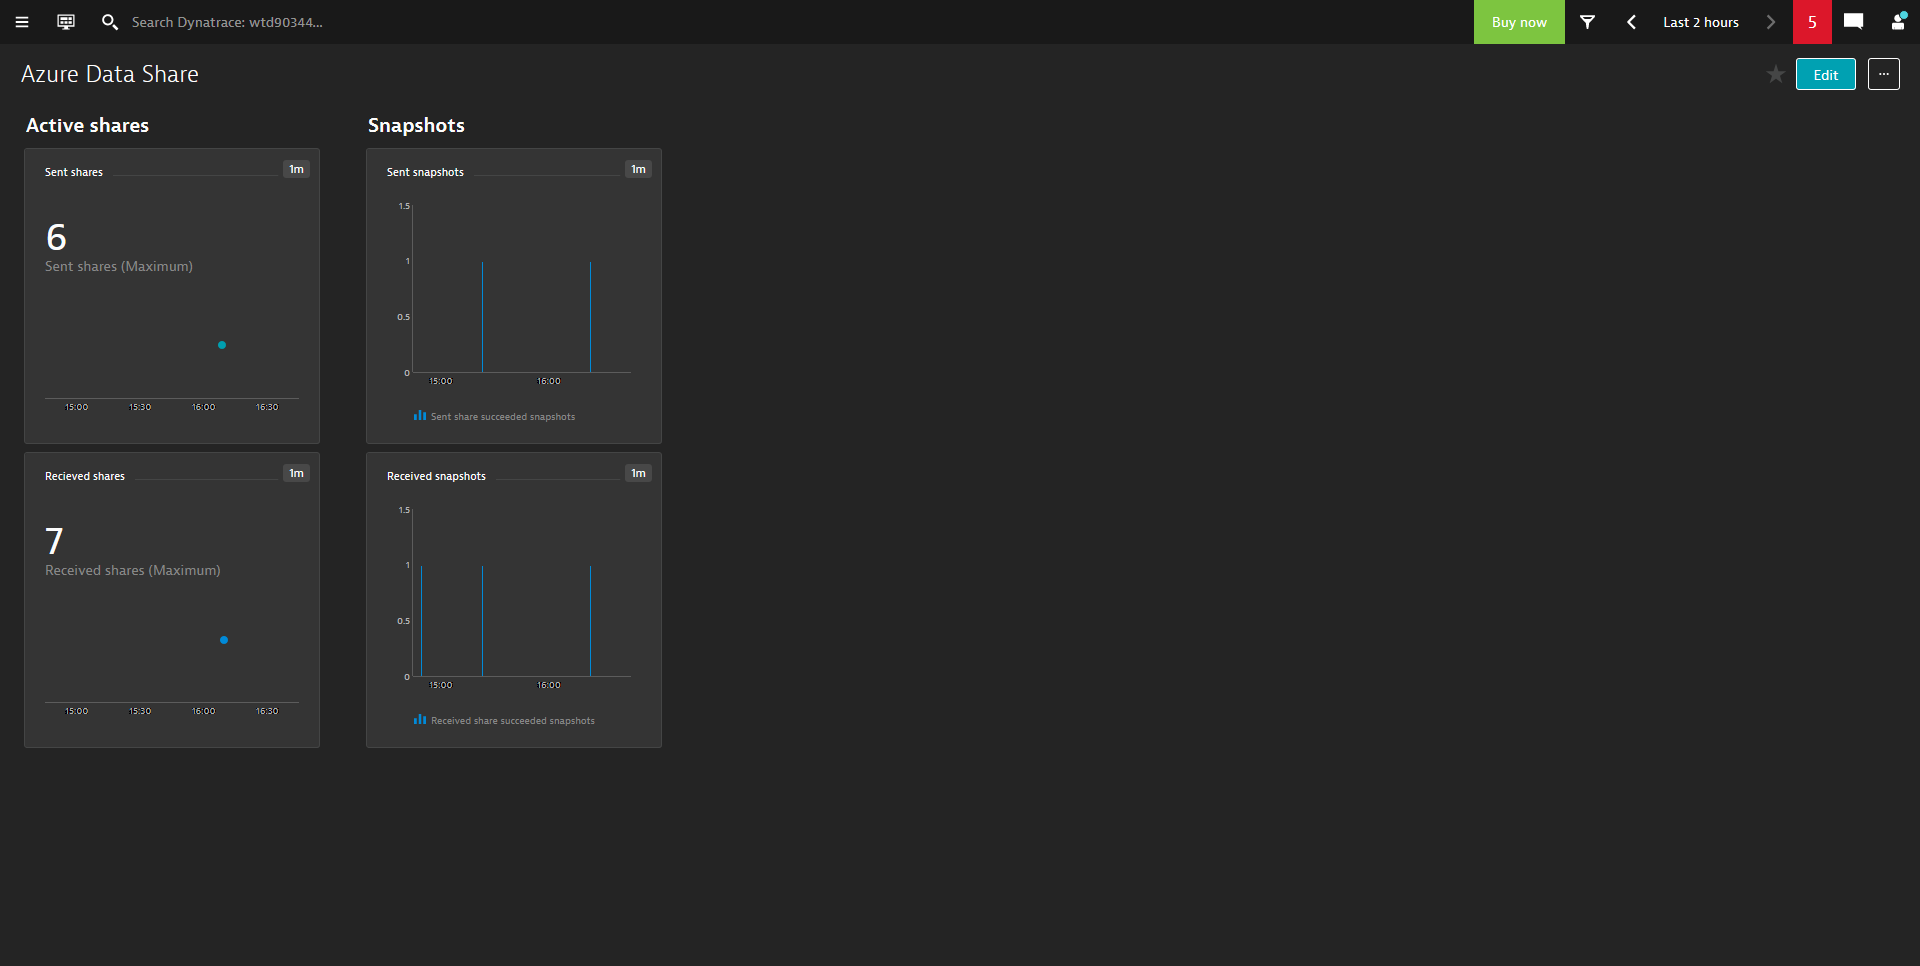 Search Dynatrace: wtd90344...
Buy now
Last 2 hours
5
Azure Data Share
Edit
...
Active shares
Snapshots
Sent shares
1m
6
Sent shares (Maximum)
15:00 15:30 16:00 16:30
Sent snapshots
1m
1.5
1
0.5
0
15:00 16:00
Sent share succeeded snapshots
Recieved shares
1m
7
Received shares (Maximum)
15:00 15:30 16:00 16:30
Received snapshots
1m
1.5
1
0.5
0
15:00 16:00
Received share succeeded snapshots